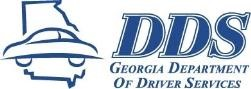 DDS
GEORGIA DEPARTMENT
OF DRIVER SERVICES